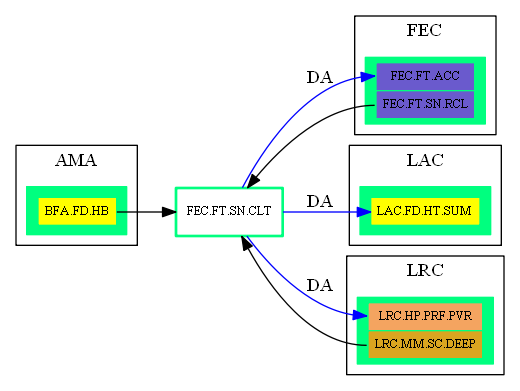 FEC
DA
FEC.FT.ACC
FEC.FT.SN.RCL
AMA
BFA.FD.HB
FEC.FT.SN.CLT
LAC
DA
LAC.FD.HT.SUM
LRC
DA
LRC.HP.PRF.PVR
LRC.MM.SC.DEEP